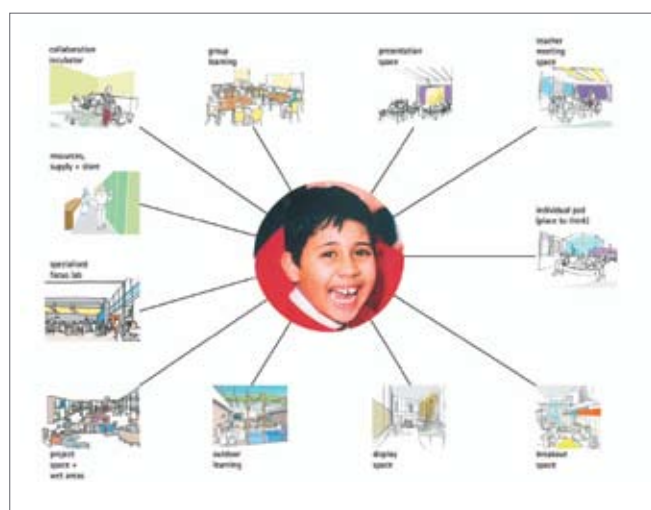 collaboration
incubator
group
learning
presentation
space
teacher
meeting
space
resources,
supply + store
individual pod
(place to think)
specialised
focus lab
project
space +
wet areas
outdoor
learning
display
space
breakout
space